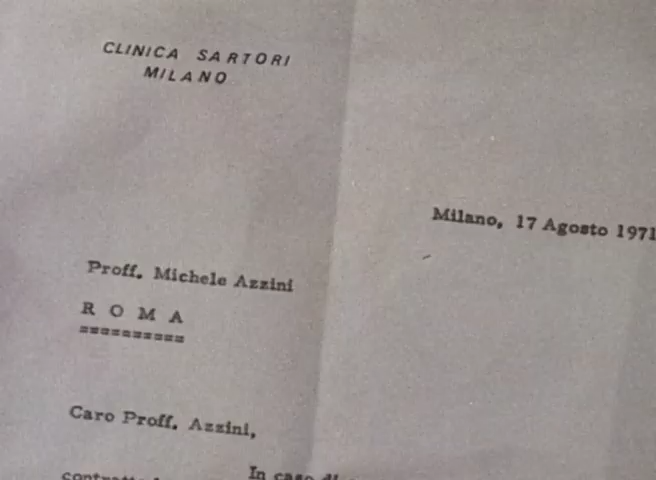 CLINICA SARTORI
MILANO
Milano, 17 Agosto 1971
Proff. Michele Azzini
R O M A
==========
Caro Proff. Azzini,
In caso di